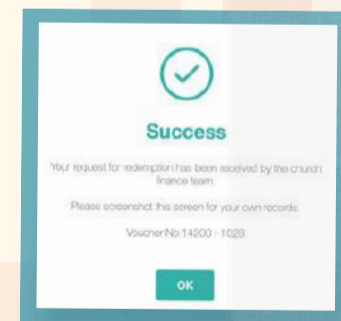 Success
Your request for redemption has been received by the church
finance team.
Please screenshot this screen for your own records.
Voucher No 14200 - 1029
OK